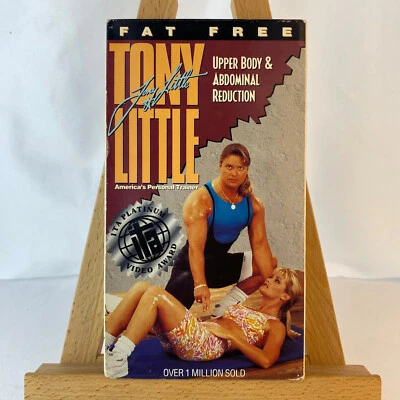 FAT FREE
TONY
LITTLE
Tony Little
America's Personal Trainer
UPPER BODY &
ABDOMINAL
REDUCTION
ITA PLATINUM
ita
VIDEO AWARD
OVER 1 MILLION SOLD